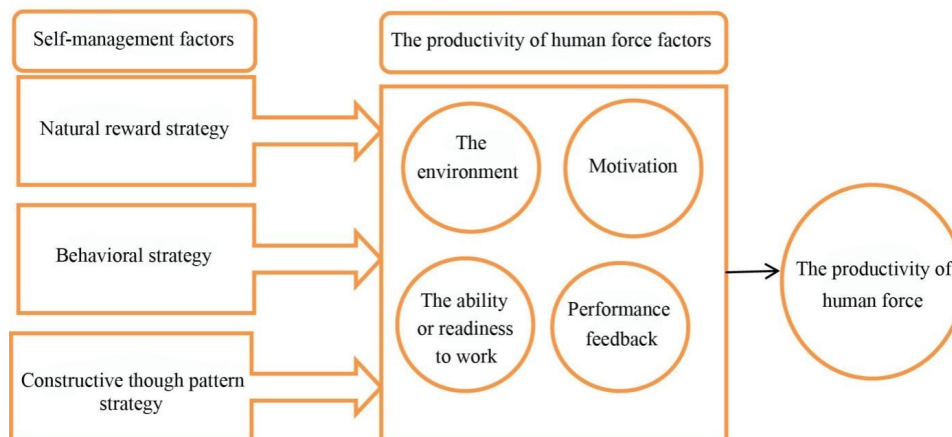 Self-management factors
The productivity of human force factors
Natural reward strategy
Behavioral strategy
Constructive though pattern
strategy
The
environment
Motivation
The ability
or readiness
to work
Performance
feedback
The productivity of
human force